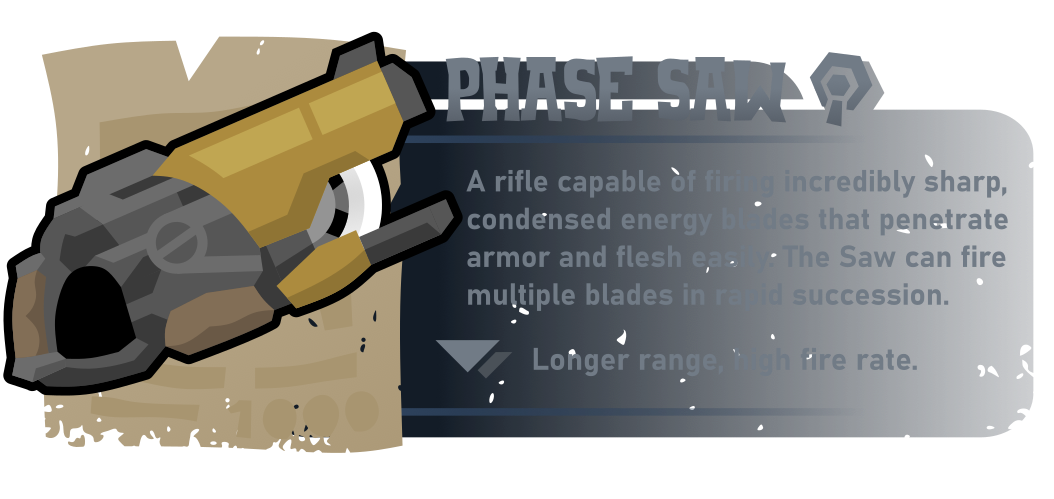 PHASE SAW
A rifle capable of firing incredibly sharp,
condensed energy blades that penetrate
armor and flesh easily. The Saw can fire
multiple blades in rapid succession.
Longer range, high fire rate.
1000